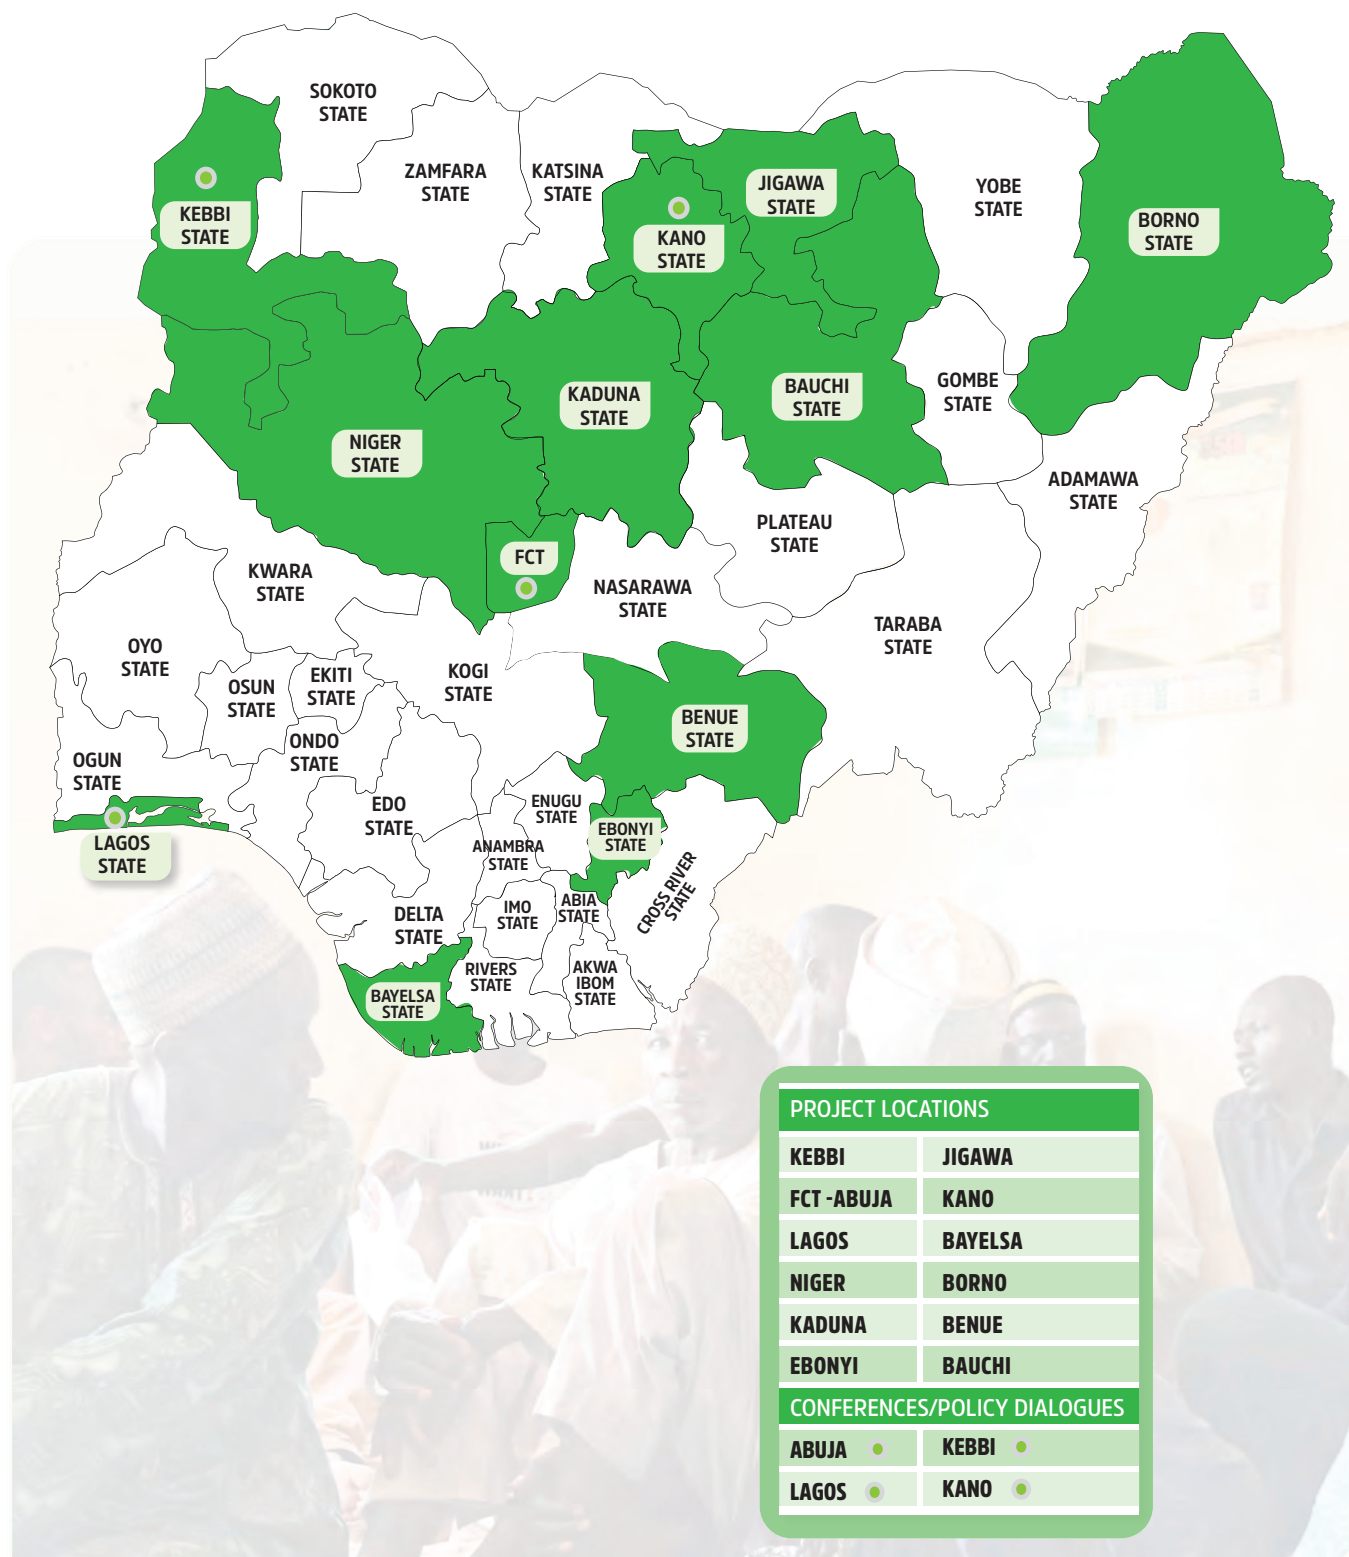 SOKOTO
STATE
ZAMFARA
STATE
KATSINA
STATE
JIGAWA
STATE
YOBE
STATE
BORNO
STATE
KEBBI
STATE
KANO
STATE
KADUNA
STATE
BAUCHI
STATE
GOMBE
STATE
NIGER
STATE
ADAMAWA
STATE
PLATEAU
STATE
FCT
KWARA
STATE
NASARAWA
STATE
TARABA
STATE
OYO
STATE
OSUN
STATE
EKITI
STATE
KOGI
STATE
BENUE
STATE
ONDO
STATE
OGUN
STATE
EDO
STATE
ENUGU
STATE
EBONYI
STATE
LAGOS
STATE
ANAMBRA
STATE
CROSS RIVER
STATE
DELTA
STATE
IMO
STATE
ABIA
STATE
RIVERS
STATE
AKWA
IBOM
STATE
BAYELSA
STATE
PROJECT LOCATIONS
KEBBI JIGAWA
FCT -ABUJA KANO
LAGOS BAYELSA
NIGER BORNO
KADUNA BENUE
EBONYI BAUCHI
CONFERENCES/POLICY DIALOGUES
ABUJA KEBBI
LAGOS KANO